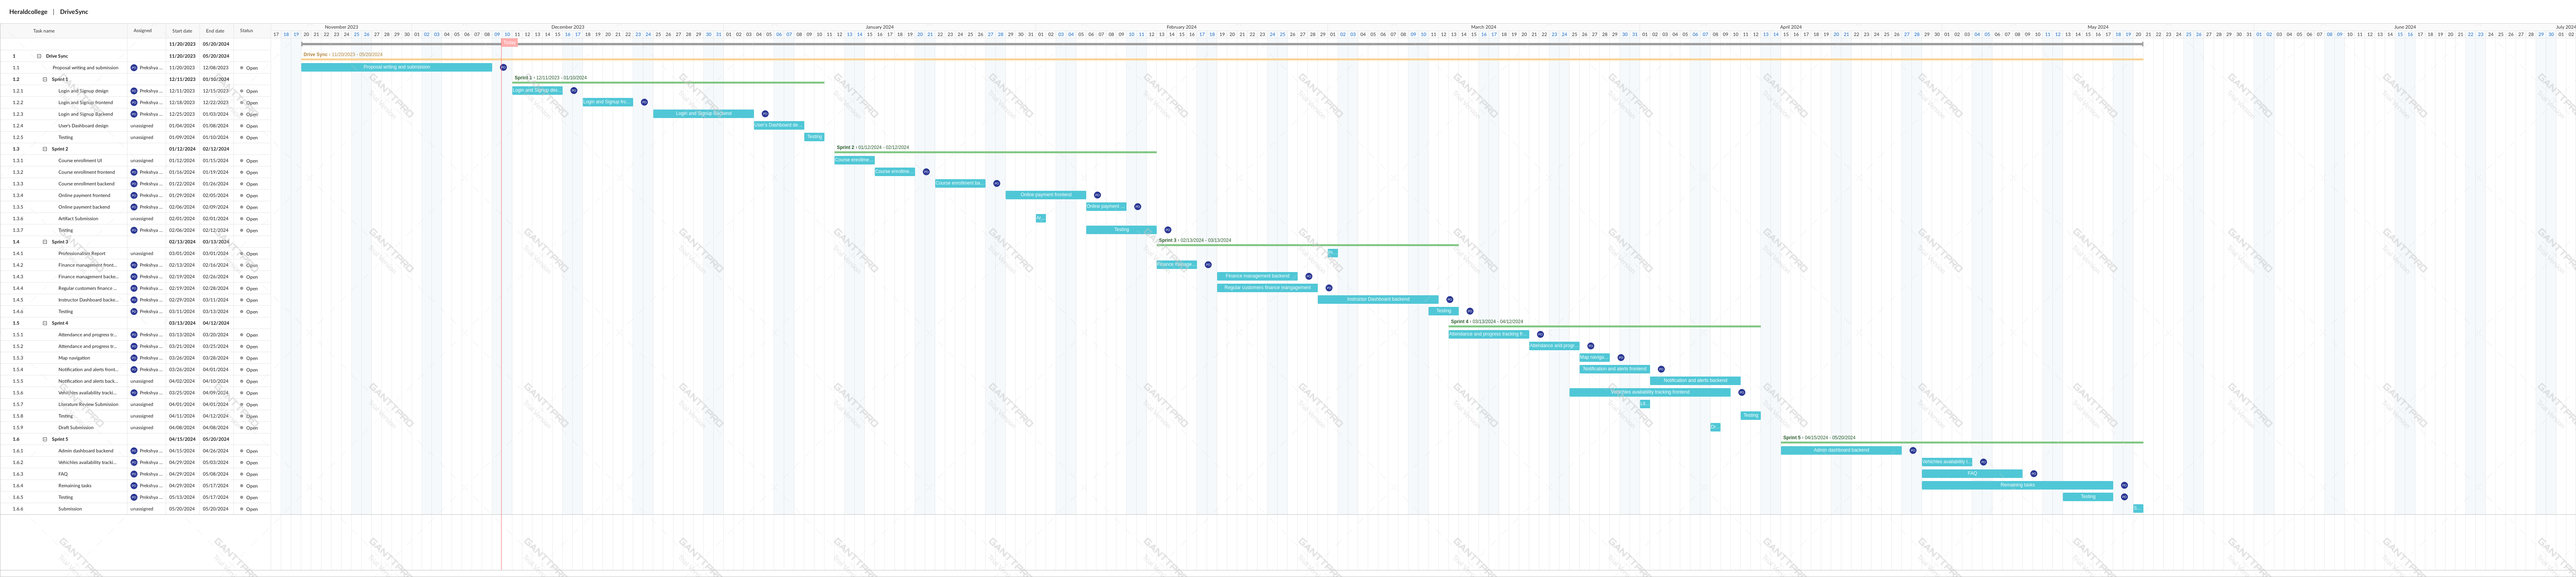 Heraldcollege | DriveSync
Task name Assigned Start date End date Status
November 2023 December 2023 January 2024 February 2024 March 2024 April 2024 May 2024 June 2024 July 2024
Today
11/20/2023 05/20/2024
1 Drive Sync 11/20/2023 05/20/2024 Drive Sync : 11/20/2023 - 05/20/2024
1.1 Proposal writing and submission Prekshya ... 11/20/2023 12/08/2023 Open Proposal writing and submission
1.2 Sprint 1 12/11/2023 01/10/2024 Sprint 1 : 12/11/2023 - 01/10/2024
1.2.1 Login and Signup design Prekshya ... 12/11/2023 12/15/2023 Open Login and Signup des...
1.2.2 Login and Signup frontend Prekshya ... 12/18/2023 12/22/2023 Open Login and Signup fro...
1.2.3 Login and Signup Backend Prekshya ... 12/25/2023 01/03/2024 Open Login and Signup Backend
1.2.4 User's Dashboard design unassigned 01/04/2024 01/08/2024 Open User's Dashboard de...
1.2.5 Testing unassigned 01/09/2024 01/10/2024 Open Testing
1.3 Sprint 2 01/12/2024 02/12/2024 Sprint 2 : 01/12/2024 - 02/12/2024
1.3.1 Course enrollment UI unassigned 01/12/2024 01/15/2024 Open Course enrollme...
1.3.2 Course enrollment frontend Prekshya ... 01/16/2024 01/19/2024 Open Course enrollme...
1.3.3 Course enrollment backend Prekshya ... 01/22/2024 01/26/2024 Open Course enrollment ba...
1.3.4 Online payment frontend Prekshya ... 01/29/2024 02/05/2024 Open Online payment frontend
1.3.5 Online payment backend Prekshya ... 02/06/2024 02/09/2024 Open Online payment ...
1.3.6 Artifact Submission unassigned 02/01/2024 02/01/2024 Open
1.3.7 Testing Prekshya ... 02/06/2024 02/12/2024 Open Testing
1.4 Sprint 3 02/13/2024 03/13/2024 Sprint 3 : 02/13/2024 - 03/13/2024
1.4.1 Professionalism Report unassigned 03/01/2024 03/01/2024 Open
1.4.2 Finance management front... Prekshya ... 02/13/2024 02/16/2024 Open Finance manage...
1.4.3 Finance management backe... Prekshya ... 02/19/2024 02/26/2024 Open Finance management backend
1.4.4 Regular customers finance ... Prekshya ... 02/19/2024 02/28/2024 Open Regular customers finance mangagement
1.4.5 Instructor Dashboard backe... Prekshya ... 02/29/2024 03/11/2024 Open Instructor Dashboard backend
1.4.6 Testing Prekshya ... 03/11/2024 03/13/2024 Open Testing
1.5 Sprint 4 03/13/2024 04/12/2024 Sprint 4 : 03/13/2024 - 04/12/2024
1.5.1 Attendance and progress tr... Prekshya ... 03/13/2024 03/20/2024 Open Attendance and progress tracking fr...
1.5.2 Attendance and progress tr... Prekshya ... 03/21/2024 03/25/2024 Open Attendance and progr...
1.5.3 Map navigation Prekshya ... 03/26/2024 03/28/2024 Open Map naviga...
1.5.4 Notification and alerts front... Prekshya ... 03/26/2024 04/01/2024 Open Notification and alerts frontend
1.5.5 Notification and alerts back... unassigned 04/02/2024 04/10/2024 Open Notification and alerts backend
1.5.6 Vehichles availability tracki... Prekshya ... 03/25/2024 04/09/2024 Open Vehichles availability tracking frontend
1.5.7 Literature Review Submission unassigned 04/01/2024 04/01/2024 Open
1.5.8 Testing unassigned 04/11/2024 04/12/2024 Open Testing
1.5.9 Draft Submission unassigned 04/08/2024 04/08/2024 Open
1.6 Sprint 5 04/15/2024 05/20/2024 Sprint 5 : 04/15/2024 - 05/20/2024
1.6.1 Admin dashboard backend Prekshya ... 04/15/2024 04/26/2024 Open Admin dashboard backend
1.6.2 Vehichles availability tracki... Prekshya ... 04/29/2024 05/03/2024 Open Vehichles availability t...
1.6.3 FAQ Prekshya ... 04/29/2024 05/08/2024 Open FAQ
1.6.4 Remaining tasks Prekshya ... 04/29/2024 05/17/2024 Open Remaining tasks
1.6.5 Testing Prekshya ... 05/13/2024 05/17/2024 Open Testing
1.6.6 Submission unassigned 05/20/2024 05/20/2024 Open S...
GANTTPRO
Trial Version